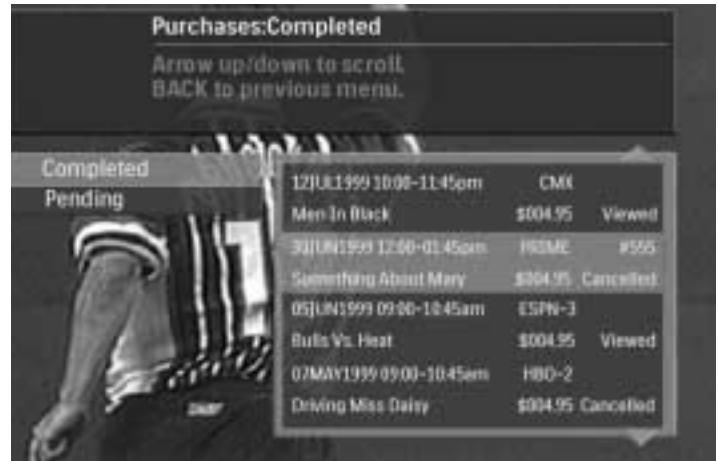 Purchases:Completed
Arrow up/down to scroll.
BACK to previous menu.
Completed
Pending
12JUL1999 10:00-11:45pm CMX
Men In Black $004.95 Viewed
30JUN1999 12:00-01:45pm PRIME #555
Something About Mary $004.95 Cancelled
05JUN1999 09:00-10:45am ESPN-3
Bulls Vs. Heat $004.95 Viewed
07MAY1999 09:00-10:45am HBO-2
Driving Miss Daisy $004.95 Cancelled